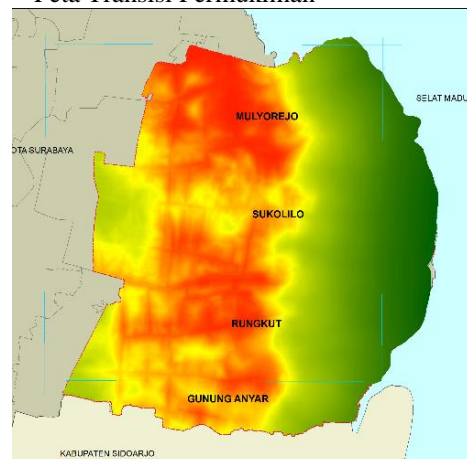 Peta Transisi Permukiman
MULYOREJO
SELAT MADU
OTA SURABAYA
SUKOLILO
RUNGKUT
GUNUNG ANYAR
KABUPATEN SIDOARJO